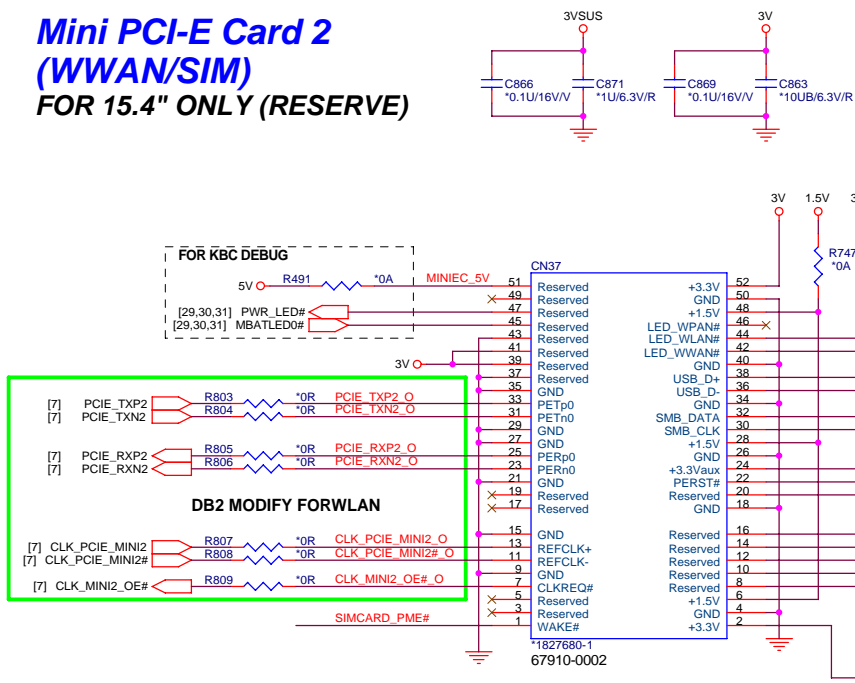 Mini PCI-E Card 2
(WWAN/SIM)
FOR 15.4" ONLY (RESERVE)
3VSUS
3V
C866
*0.1U/16V/V
C871
*1U/6.3V/R
C869
*0.1U/16V/V
C863
*10UB/6.3V/R
3V
1.5V
R747
*0A
FOR KBC DEBUG
5V
R491
*0A
MINIEC_5V
[29,30,31] PWR_LED#
[29,30,31] MBATLED0#
3V
[7] PCIE_TXP2 R803 *0R PCIE_TXP2_O
[7] PCIE_TXN2 R804 *0R PCIE_TXN2_O
[7] PCIE_RXP2 R805 *0R PCIE_RXP2_O
[7] PCIE_RXN2 R806 *0R PCIE_RXN2_O
DB2 MODIFY FORWLAN
[7] CLK_PCIE_MINI2 R807 *0R CLK_PCIE_MINI2_O
[7] CLK_PCIE_MINI2# R808 *0R CLK_PCIE_MINI2#_O
[7] CLK_MINI2_OE# R809 *0R CLK_MINI2_OE#_O
SIMCARD_PME#
CN37
51 Reserved +3.3V 52
49 Reserved GND 50
47 Reserved +1.5V 48
45 Reserved LED_WPAN# 46
43 Reserved LED_WLAN# 44
41 Reserved LED_WWAN# 42
39 Reserved GND 40
37 Reserved USB_D+ 38
35 GND USB_D- 36
33 PETp0 GND 34
31 PETn0 SMB_DATA 32
29 GND SMB_CLK 30
27 GND +1.5V 28
25 PERp0 GND 26
23 PERn0 +3.3Vaux 24
21 GND PERST# 22
19 Reserved Reserved 20
17 Reserved GND 18
15 GND Reserved 16
13 REFCLK+ Reserved 14
11 REFCLK- Reserved 12
9 GND Reserved 10
7 CLKREQ# Reserved 8
5 Reserved +1.5V 6
3 Reserved GND 4
1 WAKE# +3.3V 2
*1827680-1
67910-0002